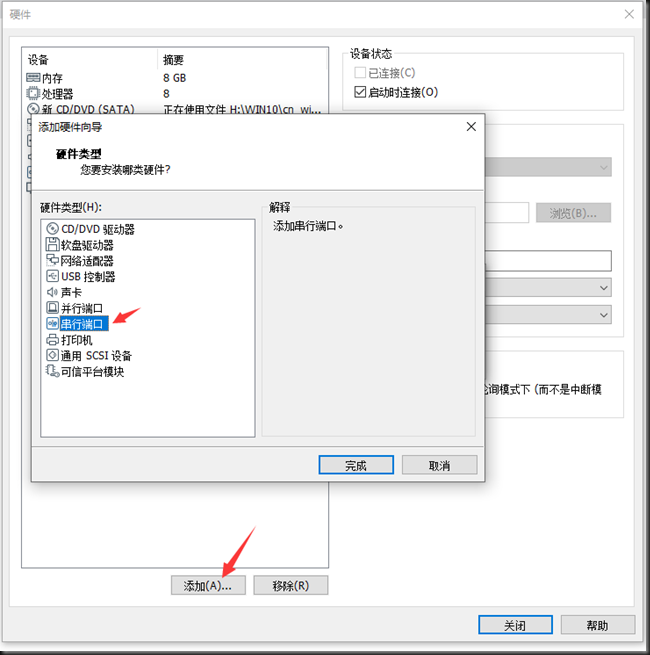 硬件
设备 摘要
内存 8 GB
处理器 8
新 CD/DVD (SATA) 正在使用文件 H:\WIN10\cn_wi...
设备状态
已连接(C)
启动时连接(O)
添加硬件向导
硬件类型
您要安装哪类硬件?
硬件类型(H):
CD/DVD 驱动器
软盘驱动器
网络适配器
USB 控制器
声卡
并行端口
串行端口
打印机
通用 SCSI 设备
可信平台模块
解释
添加串行端口。
浏览(B)...
询模式下 (而不是中断模
完成 取消
添加(A)... 移除(R)
关闭 帮助